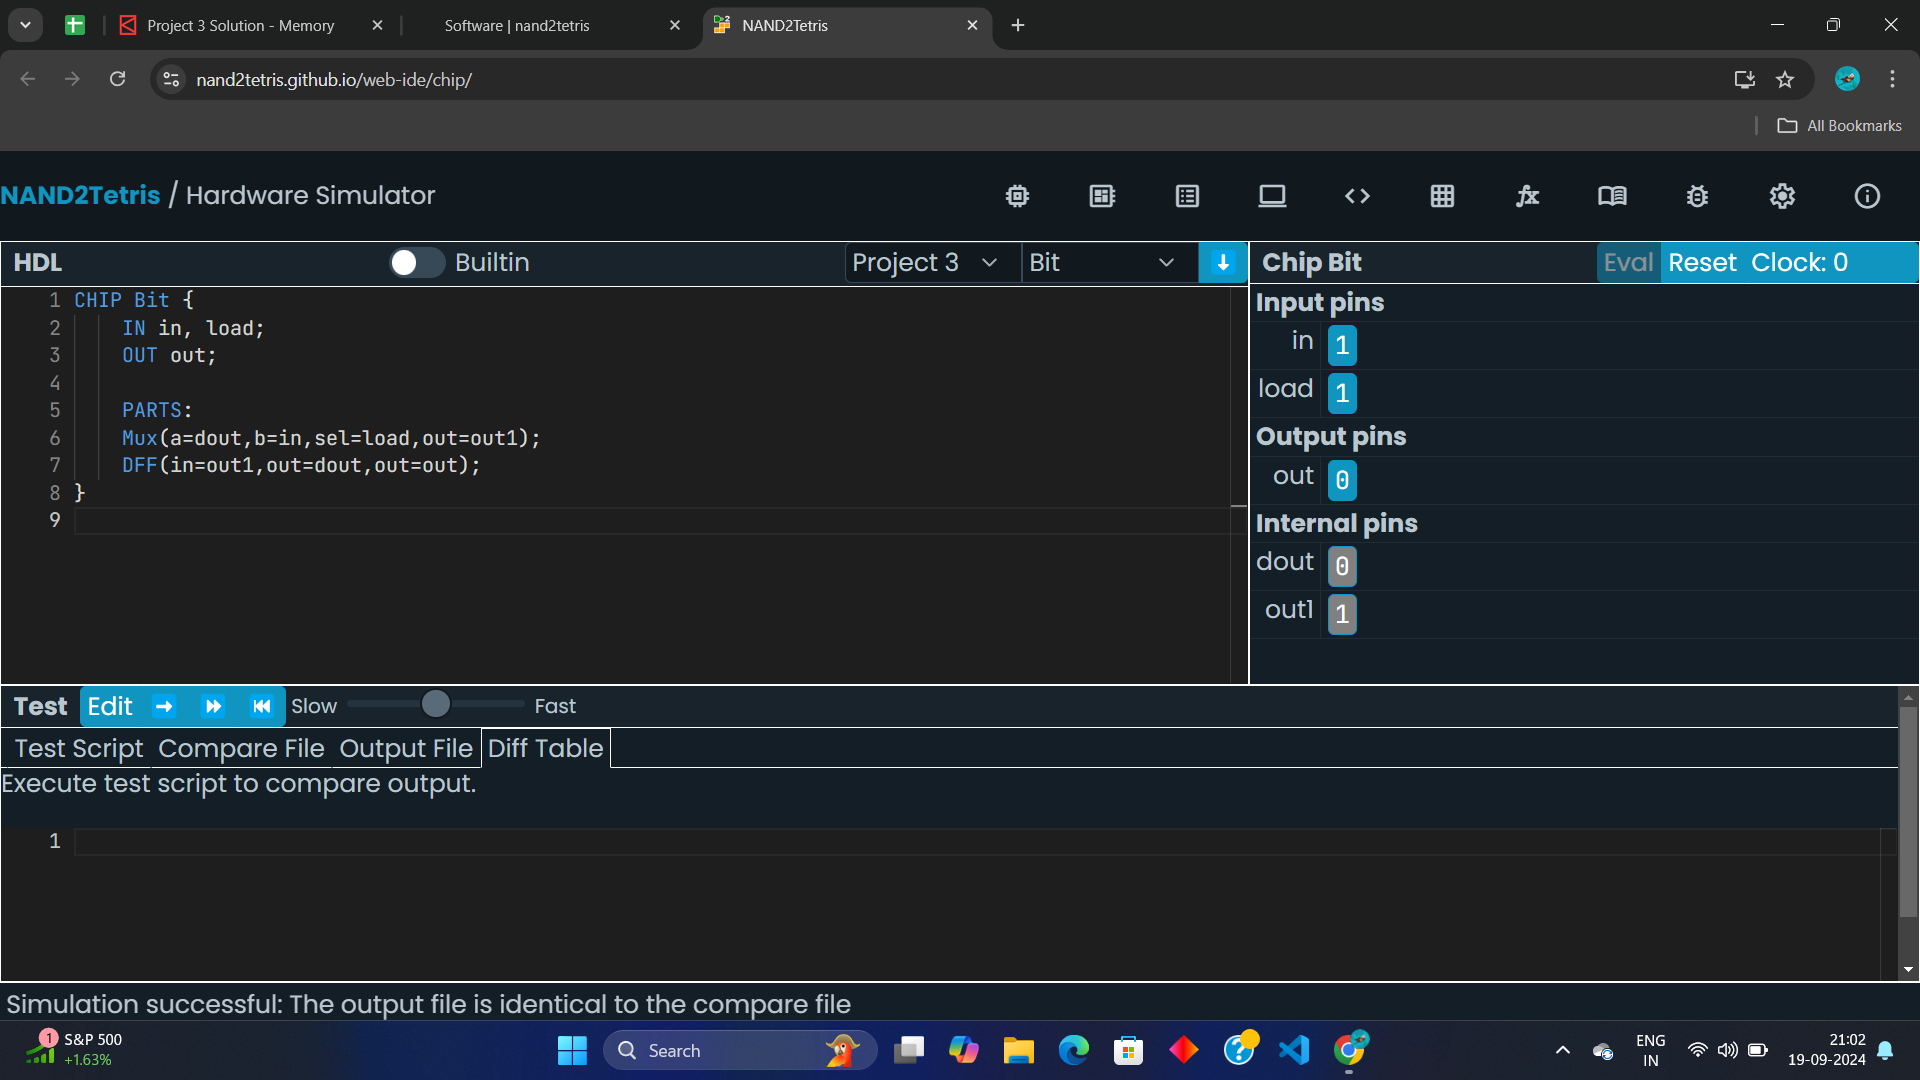 Project 3 Solution - Memory
Software | nand2tetris
NAND2Tetris
nand2tetris.github.io/web-ide/chip/
All Bookmarks
NAND2Tetris / Hardware Simulator
HDL
Builtin
Project 3
Bit
Chip Bit
Eval
Reset
Clock: 0
1 CHIP Bit {
2 IN in, load;
3 OUT out;
4
5 PARTS:
6 Mux(a=dout,b=in,sel=load,out=out1);
7 DFF(in=out1,out=dout,out=out);
8 }
9
Input pins
in 1
load 1
Output pins
out 0
Internal pins
dout 0
out1 1
Test Edit Slow Fast
Test Script Compare File Output File Diff Table
Execute test script to compare output.
1
Simulation successful: The output file is identical to the compare file
1
S&P 500
+1.63%
Search
ENG
IN
21:02
19-09-2024